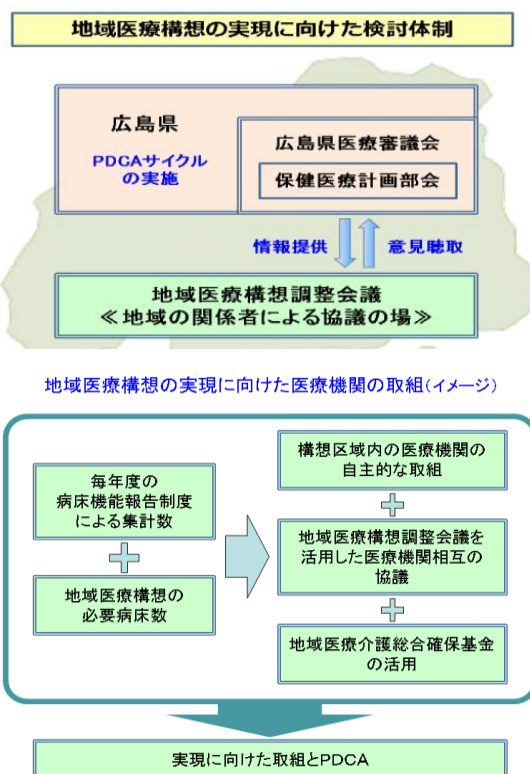 地域医療構想の実現に向けた検討体制
広島県
PDCAサイクル
の実施
広島県医療審議会
保健医療計画部会
情報提供
意見聴取
地域医療構想調整会議
≪地域の関係者による協議の場≫
地域医療構想の実現に向けた医療機関の取組(イメージ)
毎年度の
病床機能報告制度
による集計数
地域医療構想の
必要病床数
構想区域内の医療機関の
自主的な取組
地域医療構想調整会議を
活用した医療機関相互の
協議
地域医療介護総合確保基金
の活用
実現に向けた取組とPDCA